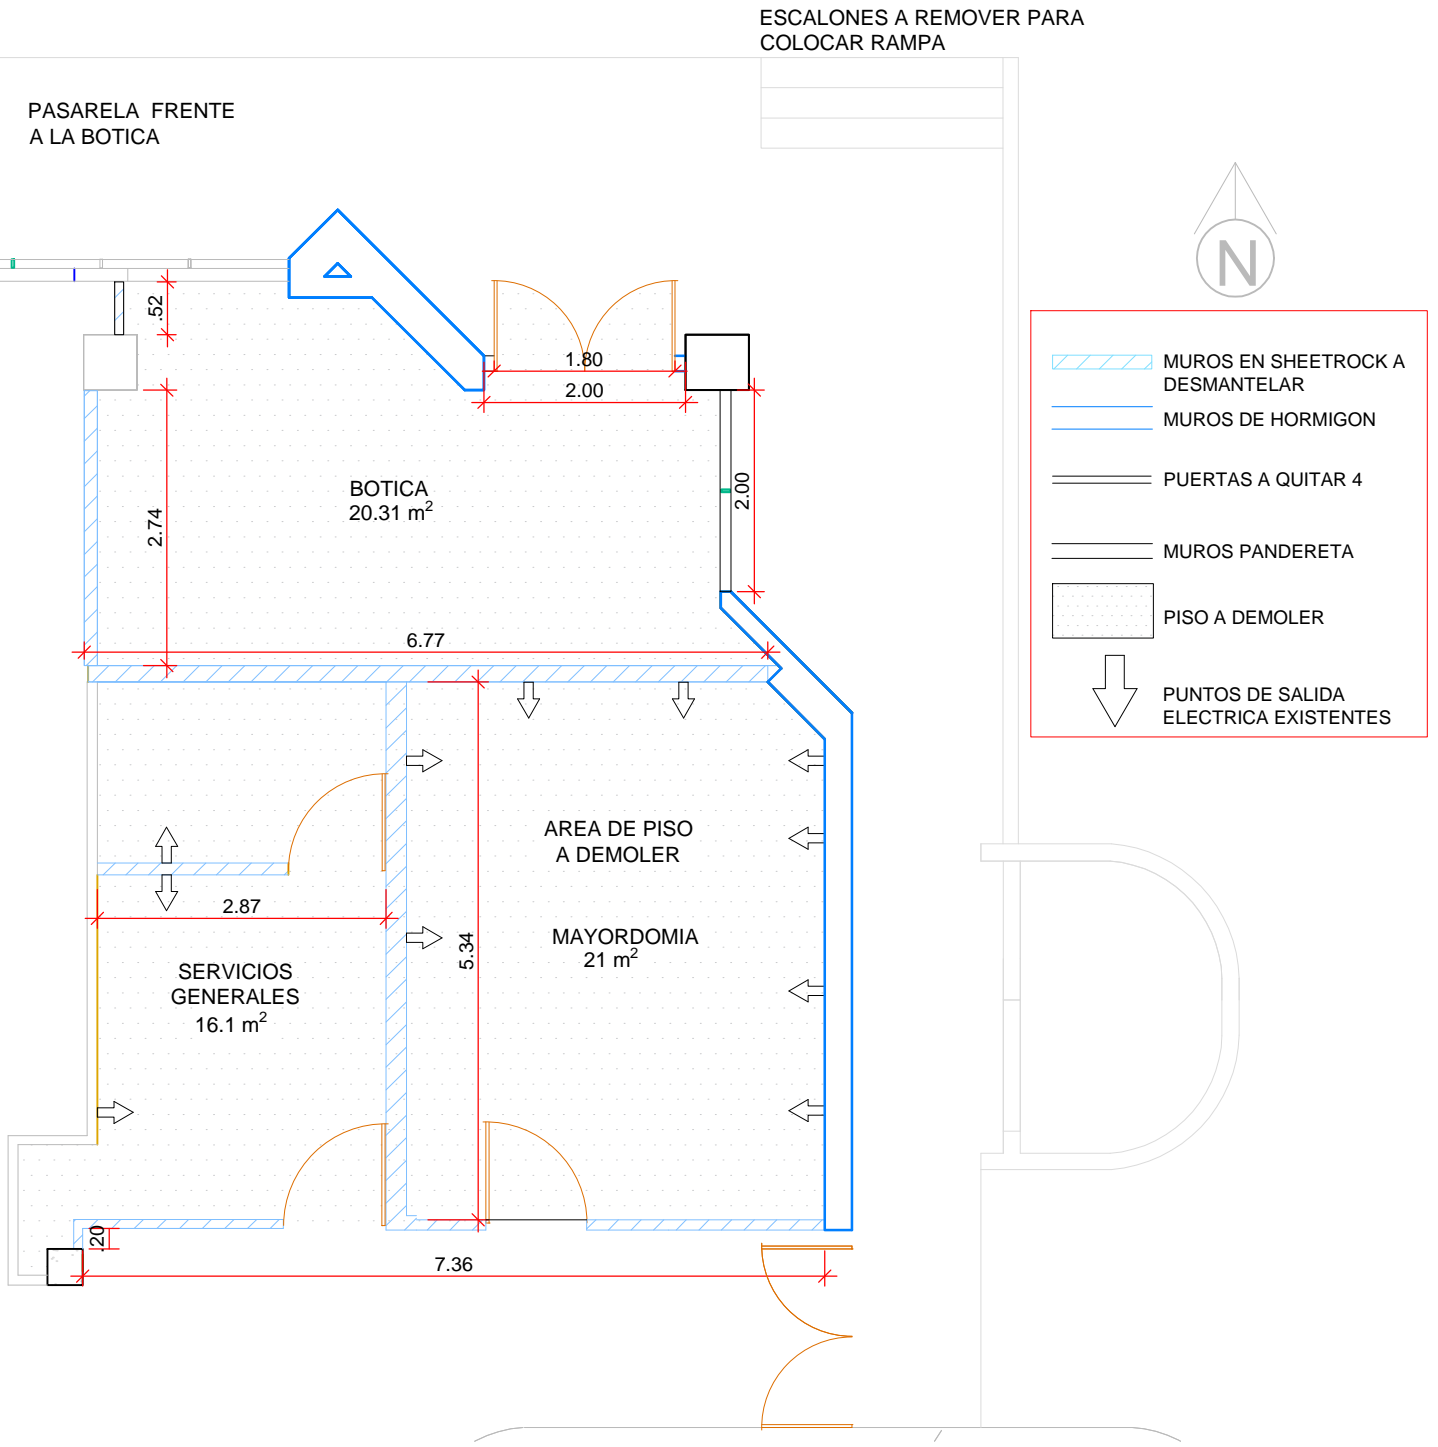 ESCALONES A REMOVER PARA
COLOCAR RAMPA
PASARELA  FRENTE
A LA BOTICA
N
.52
1.80
2.00
2.74
2.00
BOTICA
20.31 m²
6.77
MUROS EN SHEETROCK A
DESMANTELAR
MUROS DE HORMIGON
PUERTAS A QUITAR 4
MUROS PANDERETA
PISO A DEMOLER
PUNTOS DE SALIDA
ELECTRICA EXISTENTES
AREA DE PISO
A DEMOLER
2.87
5.34
MAYORDOMIA
21 m²
SERVICIOS
GENERALES
16.1 m²
.20
7.36